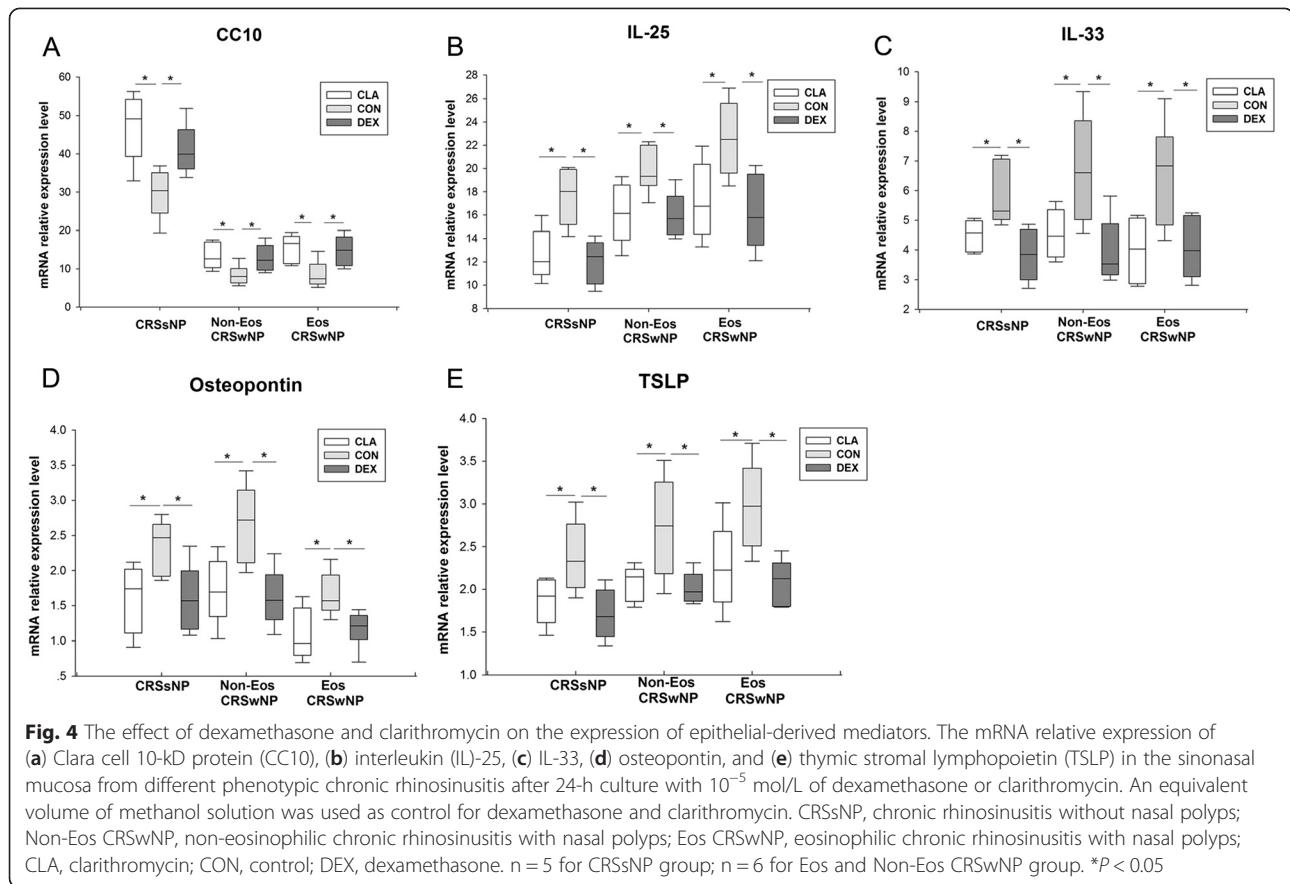 A
CC10
mRNA relative expression level
60
50
40
30
20
10
0
* *
* *
* *
CLA
CON
DEX
CRSsNP
Non-Eos CRSwNP
Eos CRSwNP
B
IL-25
mRNA relative expression level
28
26
24
22
20
18
16
14
12
10
8
* *
* *
* *
CLA
CON
DEX
CRSsNP
Non-Eos CRSwNP
Eos CRSwNP
C
IL-33
mRNA relative expression level
10
9
8
7
6
5
4
3
2
* *
* *
* *
CLA
CON
DEX
CRSsNP
Non-Eos CRSwNP
Eos CRSwNP
D
Osteopontin
mRNA relative expression level
4.0
3.5
3.0
2.5
2.0
1.5
1.0
.5
* *
* *
* *
CLA
CON
DEX
CRSsNP
Non-Eos CRSwNP
Eos CRSwNP
E
TSLP
mRNA relative expression level
4.0
3.5
3.0
2.5
2.0
1.5
1.0
* *
* *
* *
CLA
CON
DEX
CRSsNP
Non-Eos CRSwNP
Eos CRSwNP
Fig. 4 The effect of dexamethasone and clarithromycin on the expression of epithelial-derived mediators. The mRNA relative expression of
(a) Clara cell 10-kD protein (CC10), (b) interleukin (IL)-25, (c) IL-33, (d) osteopontin, and (e) thymic stromal lymphopoietin (TSLP) in the sinonasal
mucosa from different phenotypic chronic rhinosinusitis after 24-h culture with 10⁻⁵ mol/L of dexamethasone or clarithromycin. An equivalent
volume of methanol solution was used as control for dexamethasone and clarithromycin. CRSsNP, chronic rhinosinusitis without nasal polyps;
Non-Eos CRSwNP, non-eosinophilic chronic rhinosinusitis with nasal polyps; Eos CRSwNP, eosinophilic chronic rhinosinusitis with nasal polyps;
CLA, clarithromycin; CON, control; DEX, dexamethasone. n = 5 for CRSsNP group; n = 6 for Eos and Non-Eos CRSwNP group. *P < 0.05